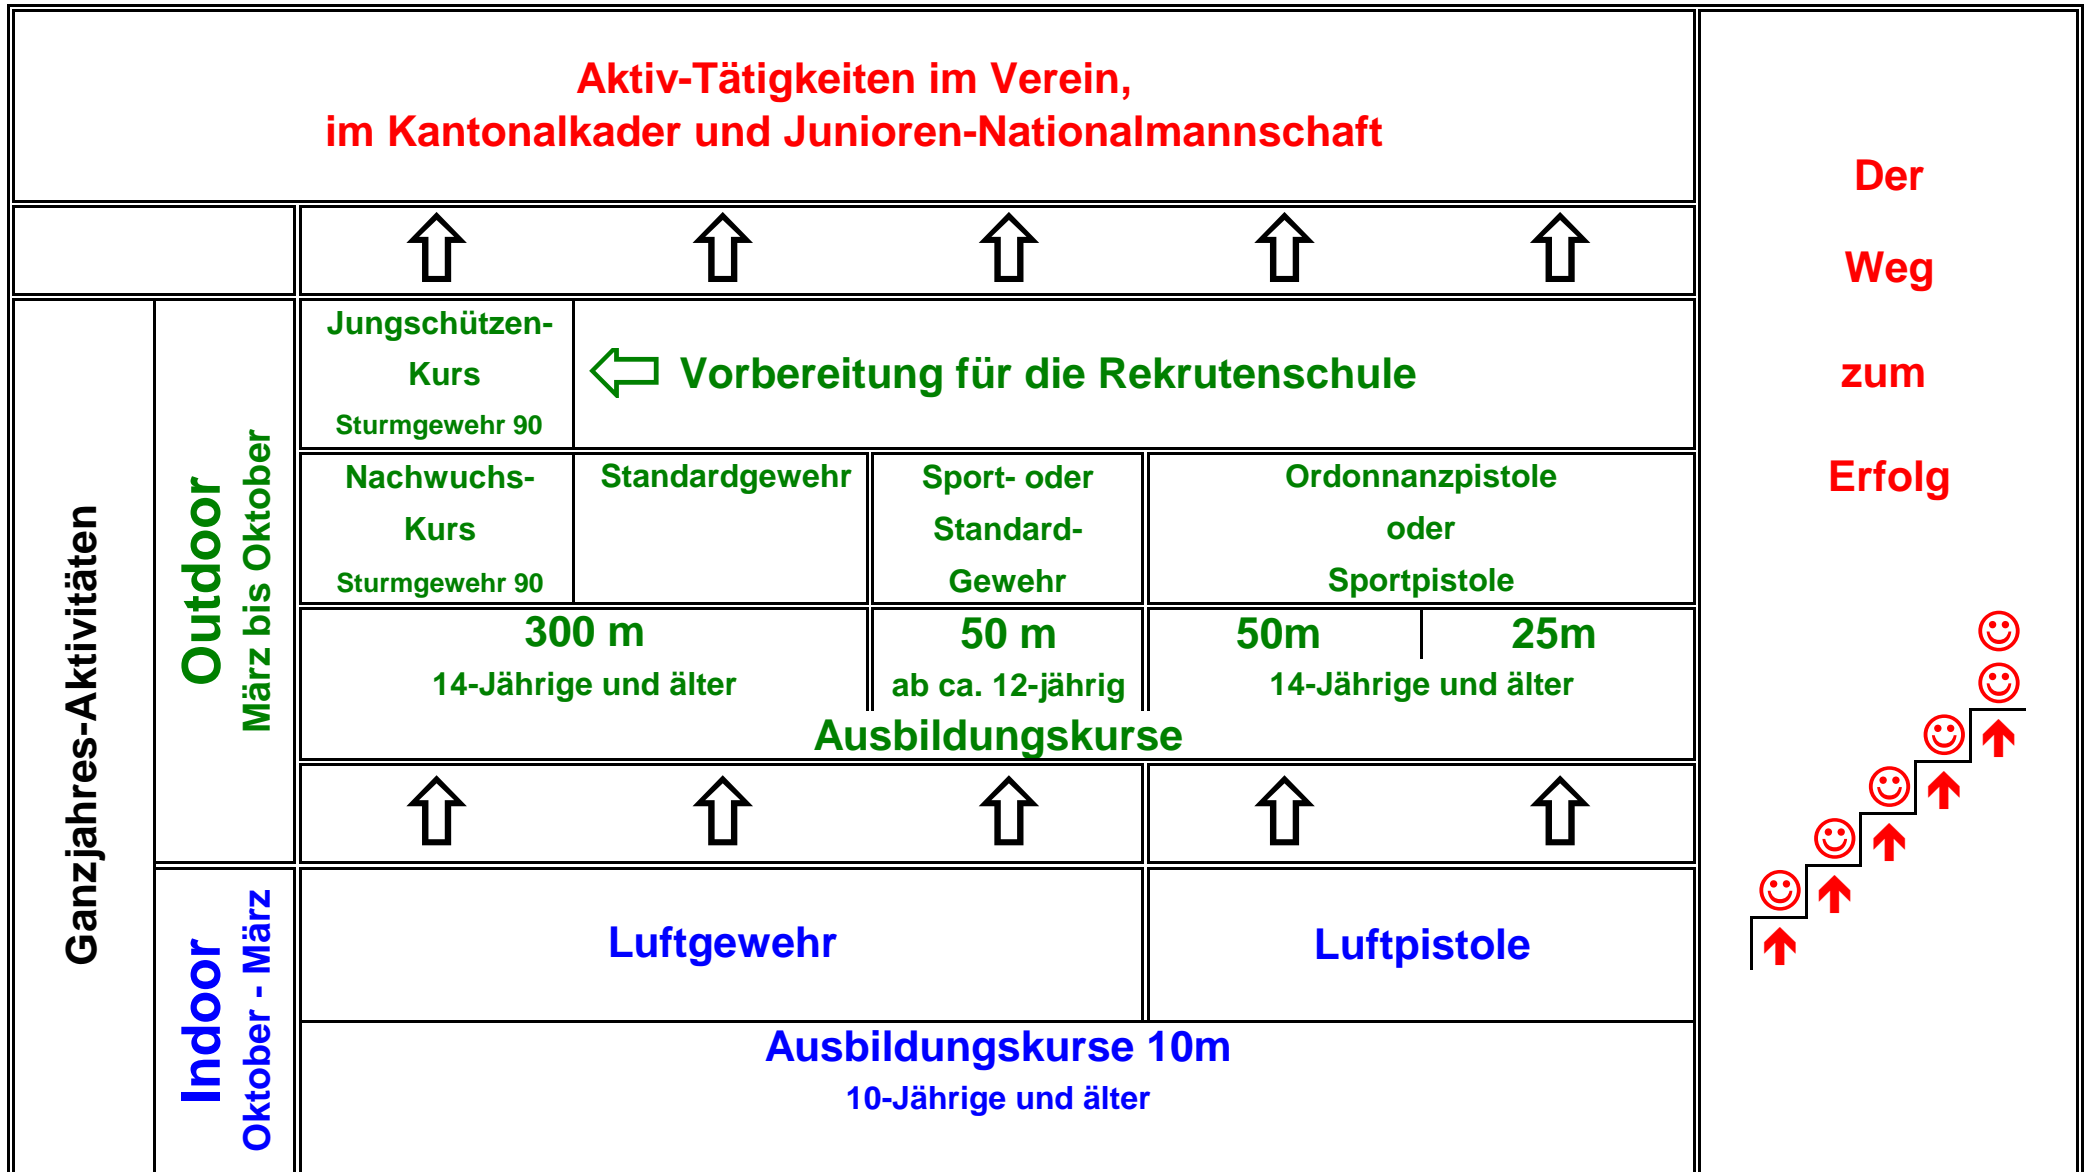 Aktiv-Tätigkeiten im Verein,
im Kantonalkader und Junioren-Nationalmannschaft
Der
Weg
zum
Erfolg
Ganzjahres-Aktivitäten
Outdoor
März bis Oktober
Jungschützen-
Kurs
Sturmgewehr 90
Vorbereitung für die Rekrutenschule
Nachwuchs-
Kurs
Sturmgewehr 90
Standardgewehr
Sport- oder
Standard-
Gewehr
Ordonnanzpistole
oder
Sportpistole
300 m
14-Jährige und älter
50 m
ab ca. 12-jährig
50m
25m
14-Jährige und älter
Ausbildungskurse
Indoor
Oktober - März
Luftgewehr
Luftpistole
Ausbildungskurse 10m
10-Jährige und älter